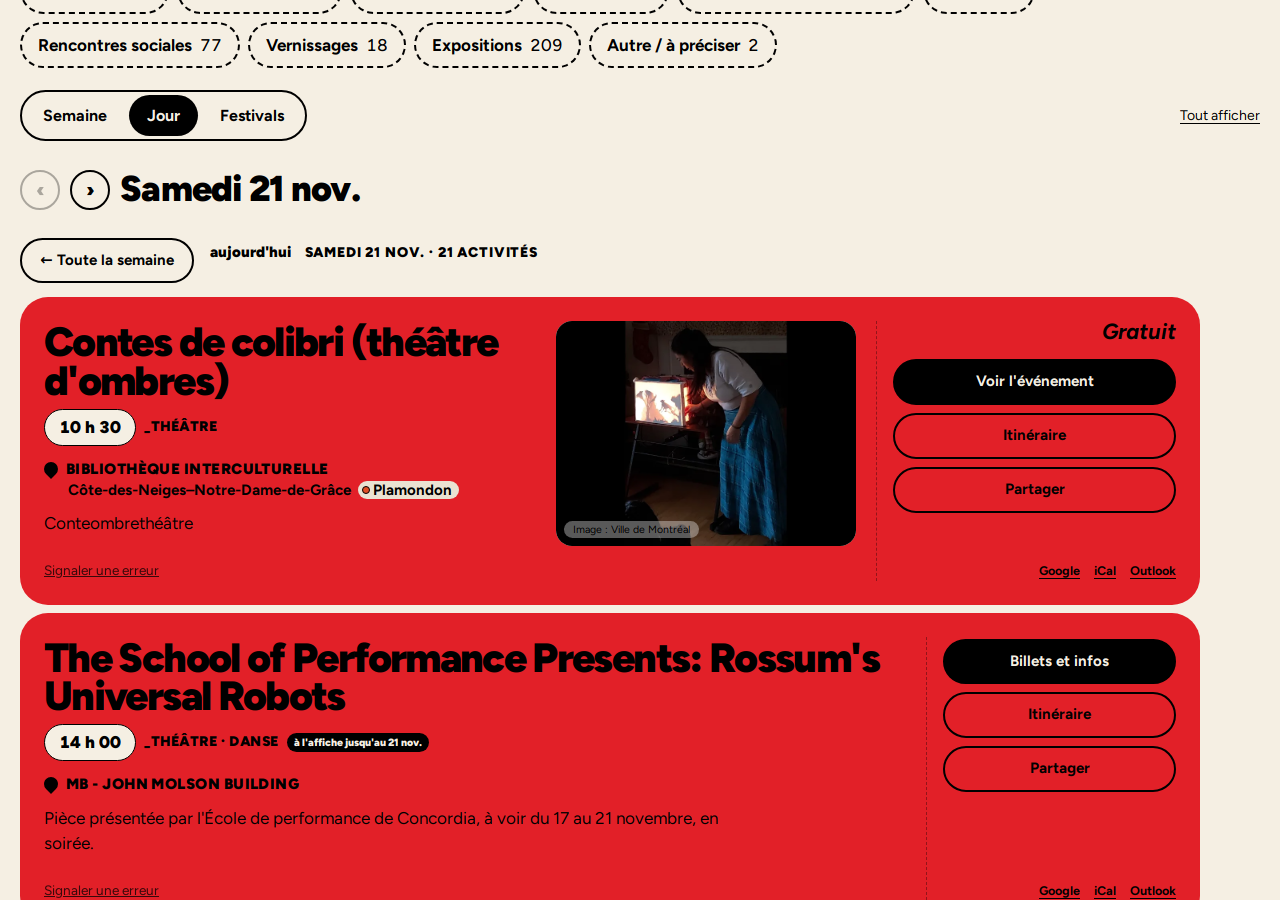 Rencontres sociales 77 Vernissages 18 Expositions 209 Autre / à préciser 2
Semaine Jour Festivals Tout afficher
‹ › Samedi 21 nov.
← Toute la semaine aujourd'hui SAMEDI 21 NOV. · 21 ACTIVITÉS
Contes de colibri (théâtre
d'ombres)
10 h 30 _THÉÂTRE
BIBLIOTHÈQUE INTERCULTURELLE
Côte-des-Neiges–Notre-Dame-de-Grâce Plamondon
Conteombrethéâtre
Signaler une erreur
Image : Ville de Montréal
Gratuit
Voir l'événement
Itinéraire
Partager
Google iCal Outlook
The School of Performance Presents: Rossum's
Universal Robots
14 h 00 _THÉÂTRE · DANSE à l'affiche jusqu'au 21 nov.
MB - JOHN MOLSON BUILDING
Pièce présentée par l'École de performance de Concordia, à voir du 17 au 21 novembre, en
soirée.
Signaler une erreur
Billets et infos
Itinéraire
Partager
Google iCal Outlook